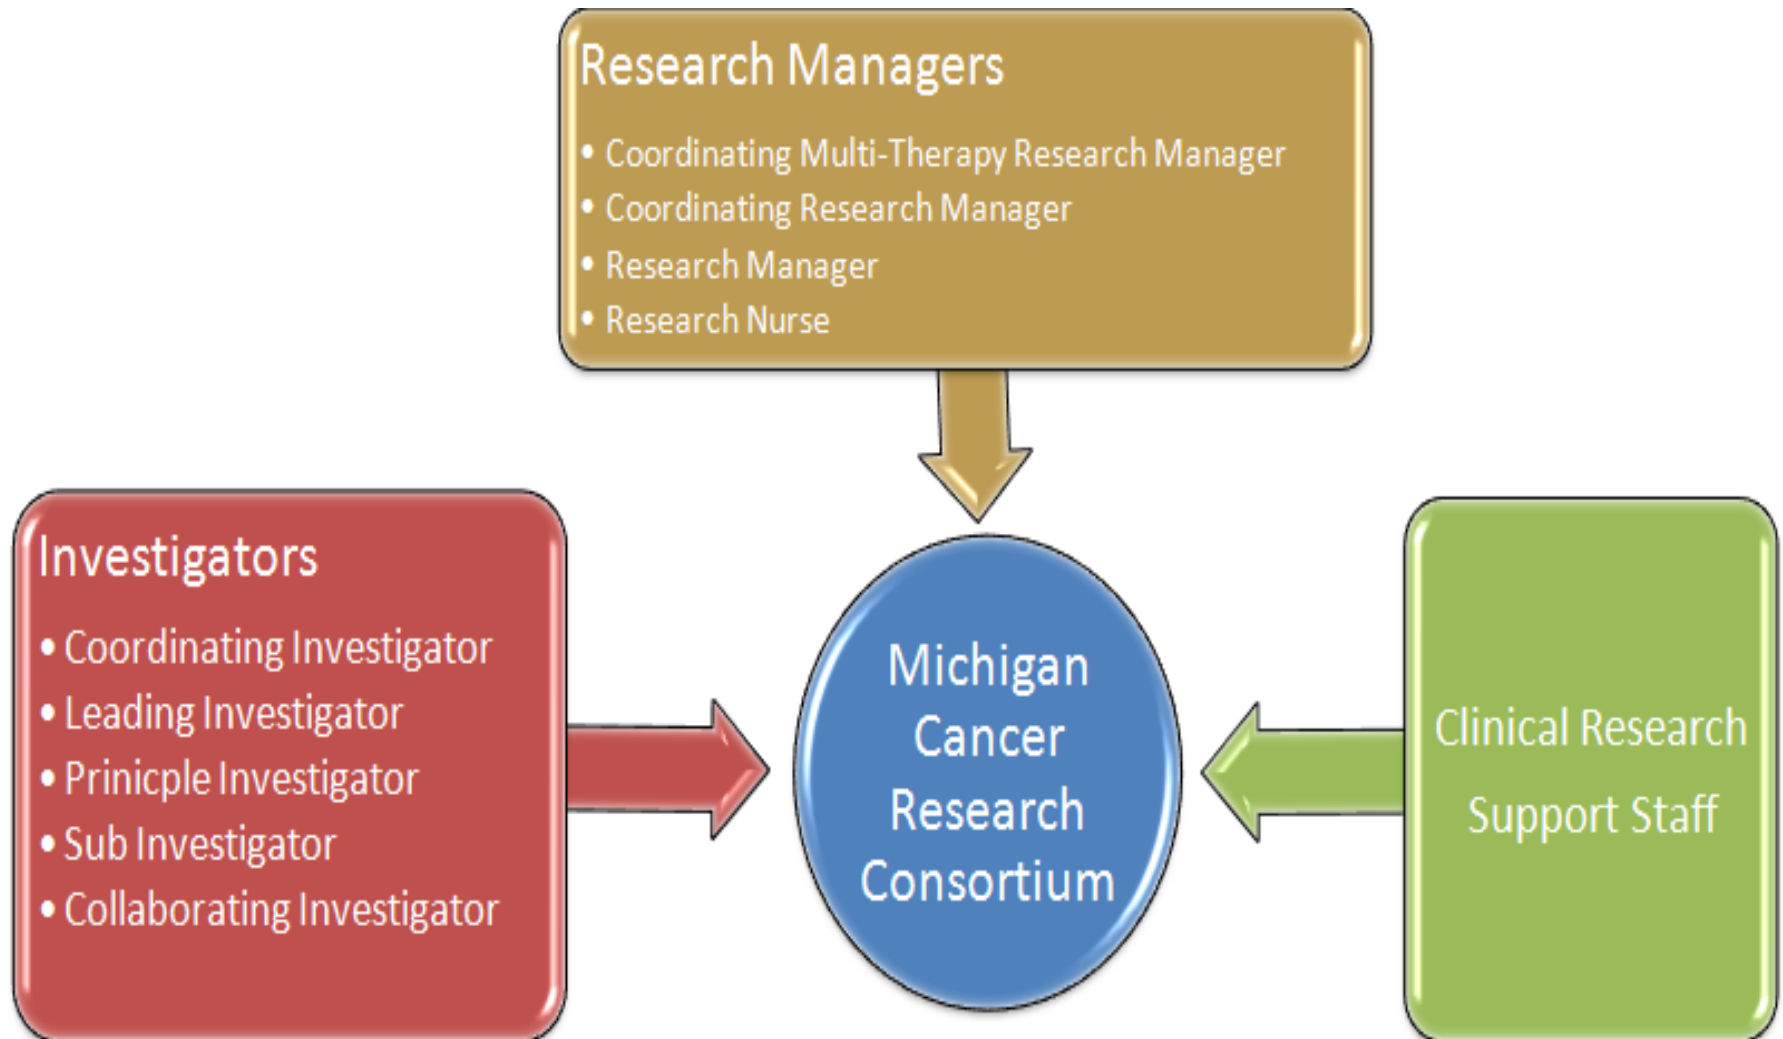 Research Managers
• Coordinating Multi-Therapy Research Manager
• Coordinating Research Manager
• Research Manager
• Research Nurse
Investigators
• Coordinating Investigator
• Leading Investigator
• Prinicple Investigator
• Sub Investigator
• Collaborating Investigator
Michigan
Cancer
Research
Consortium
Clinical Research
Support Staff